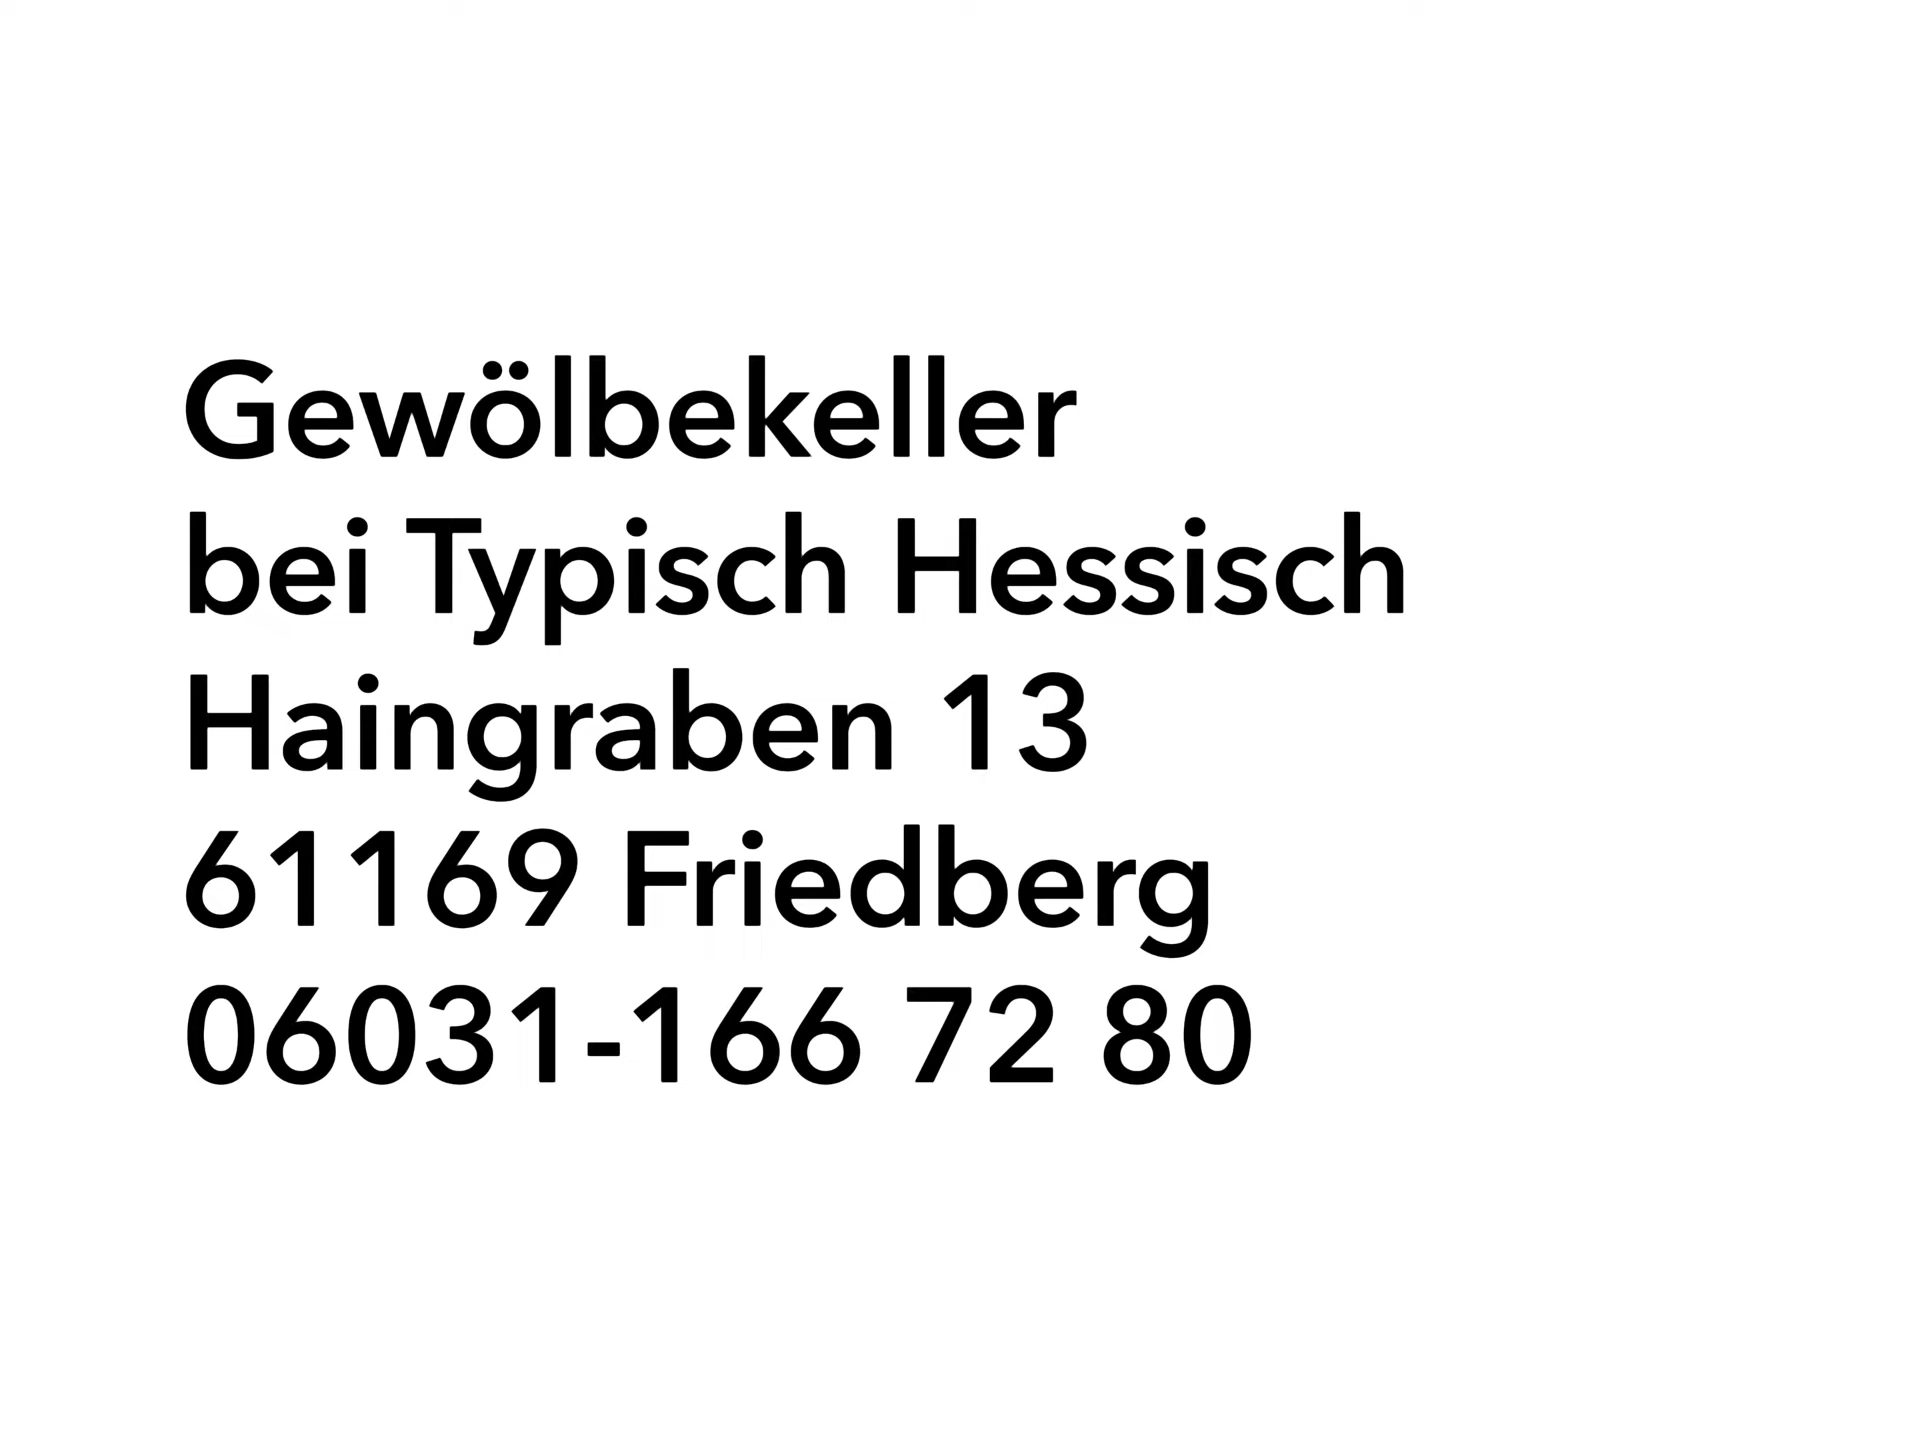 Gewölbekeller
bei Typisch Hessisch
Haingraben 13
61169 Friedberg
06031-166 72 80